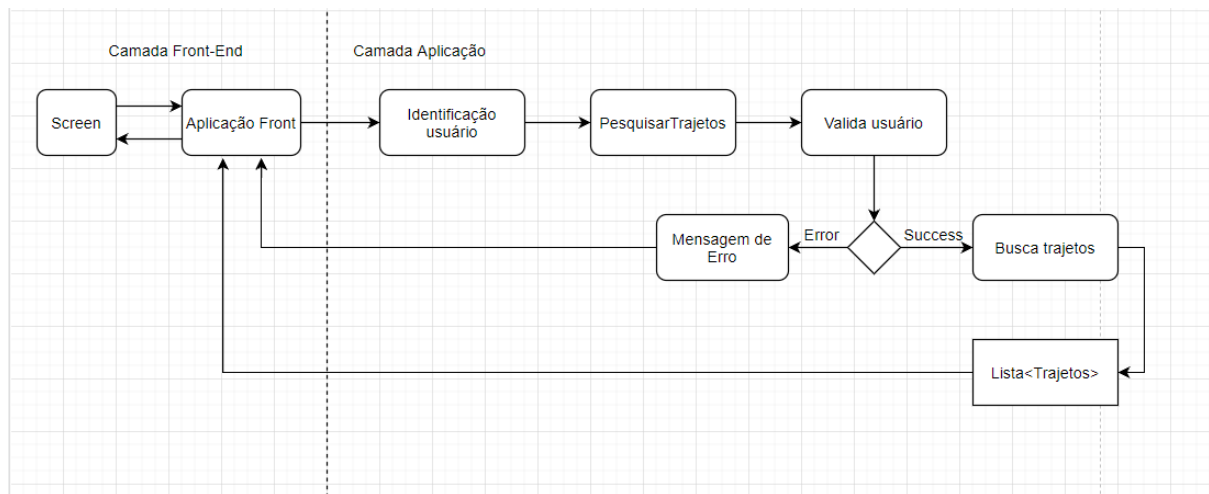 Camada Front-End
Camada Aplicação
Screen
Aplicação Front
Identificação
usuário
PesquisarTrajetos
Valida usuário
Mensagem de
Erro
Error
Success
Busca trajetos
Lista<Trajetos>